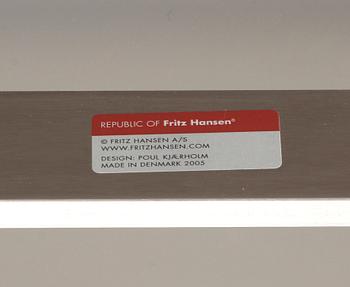 REPUBLIC OF Fritz Hansen®
© FRITZ HANSEN A/S
WWW.FRITZHANSEN.COM
DESIGN: POUL KJÆRHOLM
MADE IN DENMARK 2005